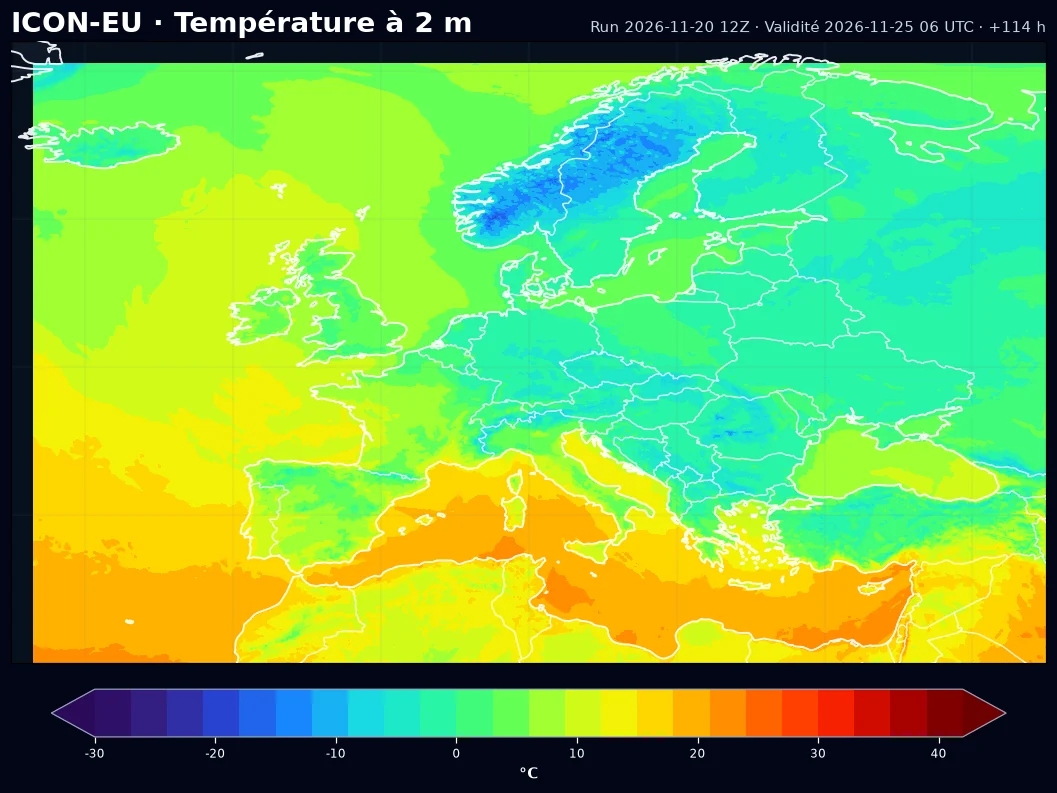 ICON-EU · Température à 2 m
Run 2026-11-20 12Z · Validité 2026-11-25 06 UTC · +114 h
-30 -20 -10 0 10 20 30 40
°C